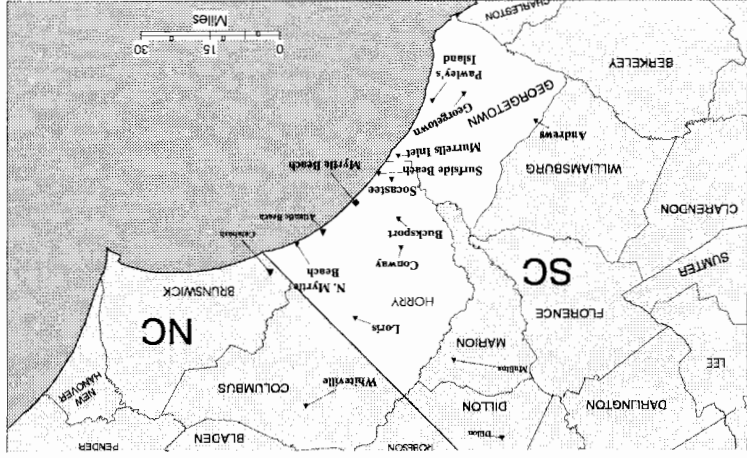 PENDER
BLADEN
ROBESON
Dillon
DILLON
DARLINGTON
LEE
NEW
HANOVER
COLUMBUS
Whiteville
Mullins
MARION
NC
Loris
FLORENCE
BRUNSWICK
N. Myrtle
Beach
HORRY
SC
SUMTER
Calabash
Conway
Atlantic Beach
Bucksport
CLARENDON
Myrtle Beach
Socastee
Surfside Beach
Murrells Inlet
WILLIAMSBURG
Andrews
Georgetown
GEORGETOWN
Pawley's
Island
BERKELEY
CHARLESTON
0 15 30
Miles